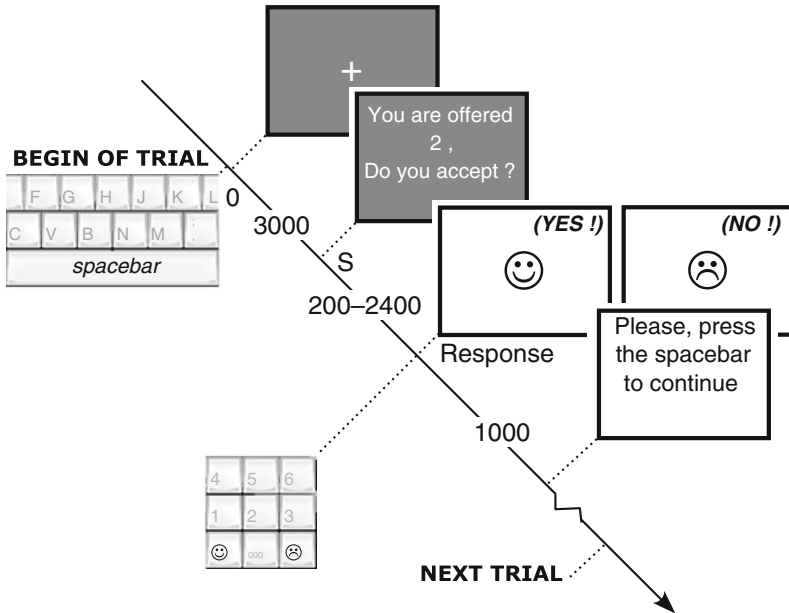 +
You are offered
2 ,
Do you accept ?
BEGIN OF TRIAL
F G H J K L
C V B N M
spacebar
0
3000
S
200–2400
(YES !)
(NO !)
Response
Please, press
the spacebar
to continue
1000
4 5 6
1 2 3
000
NEXT TRIAL